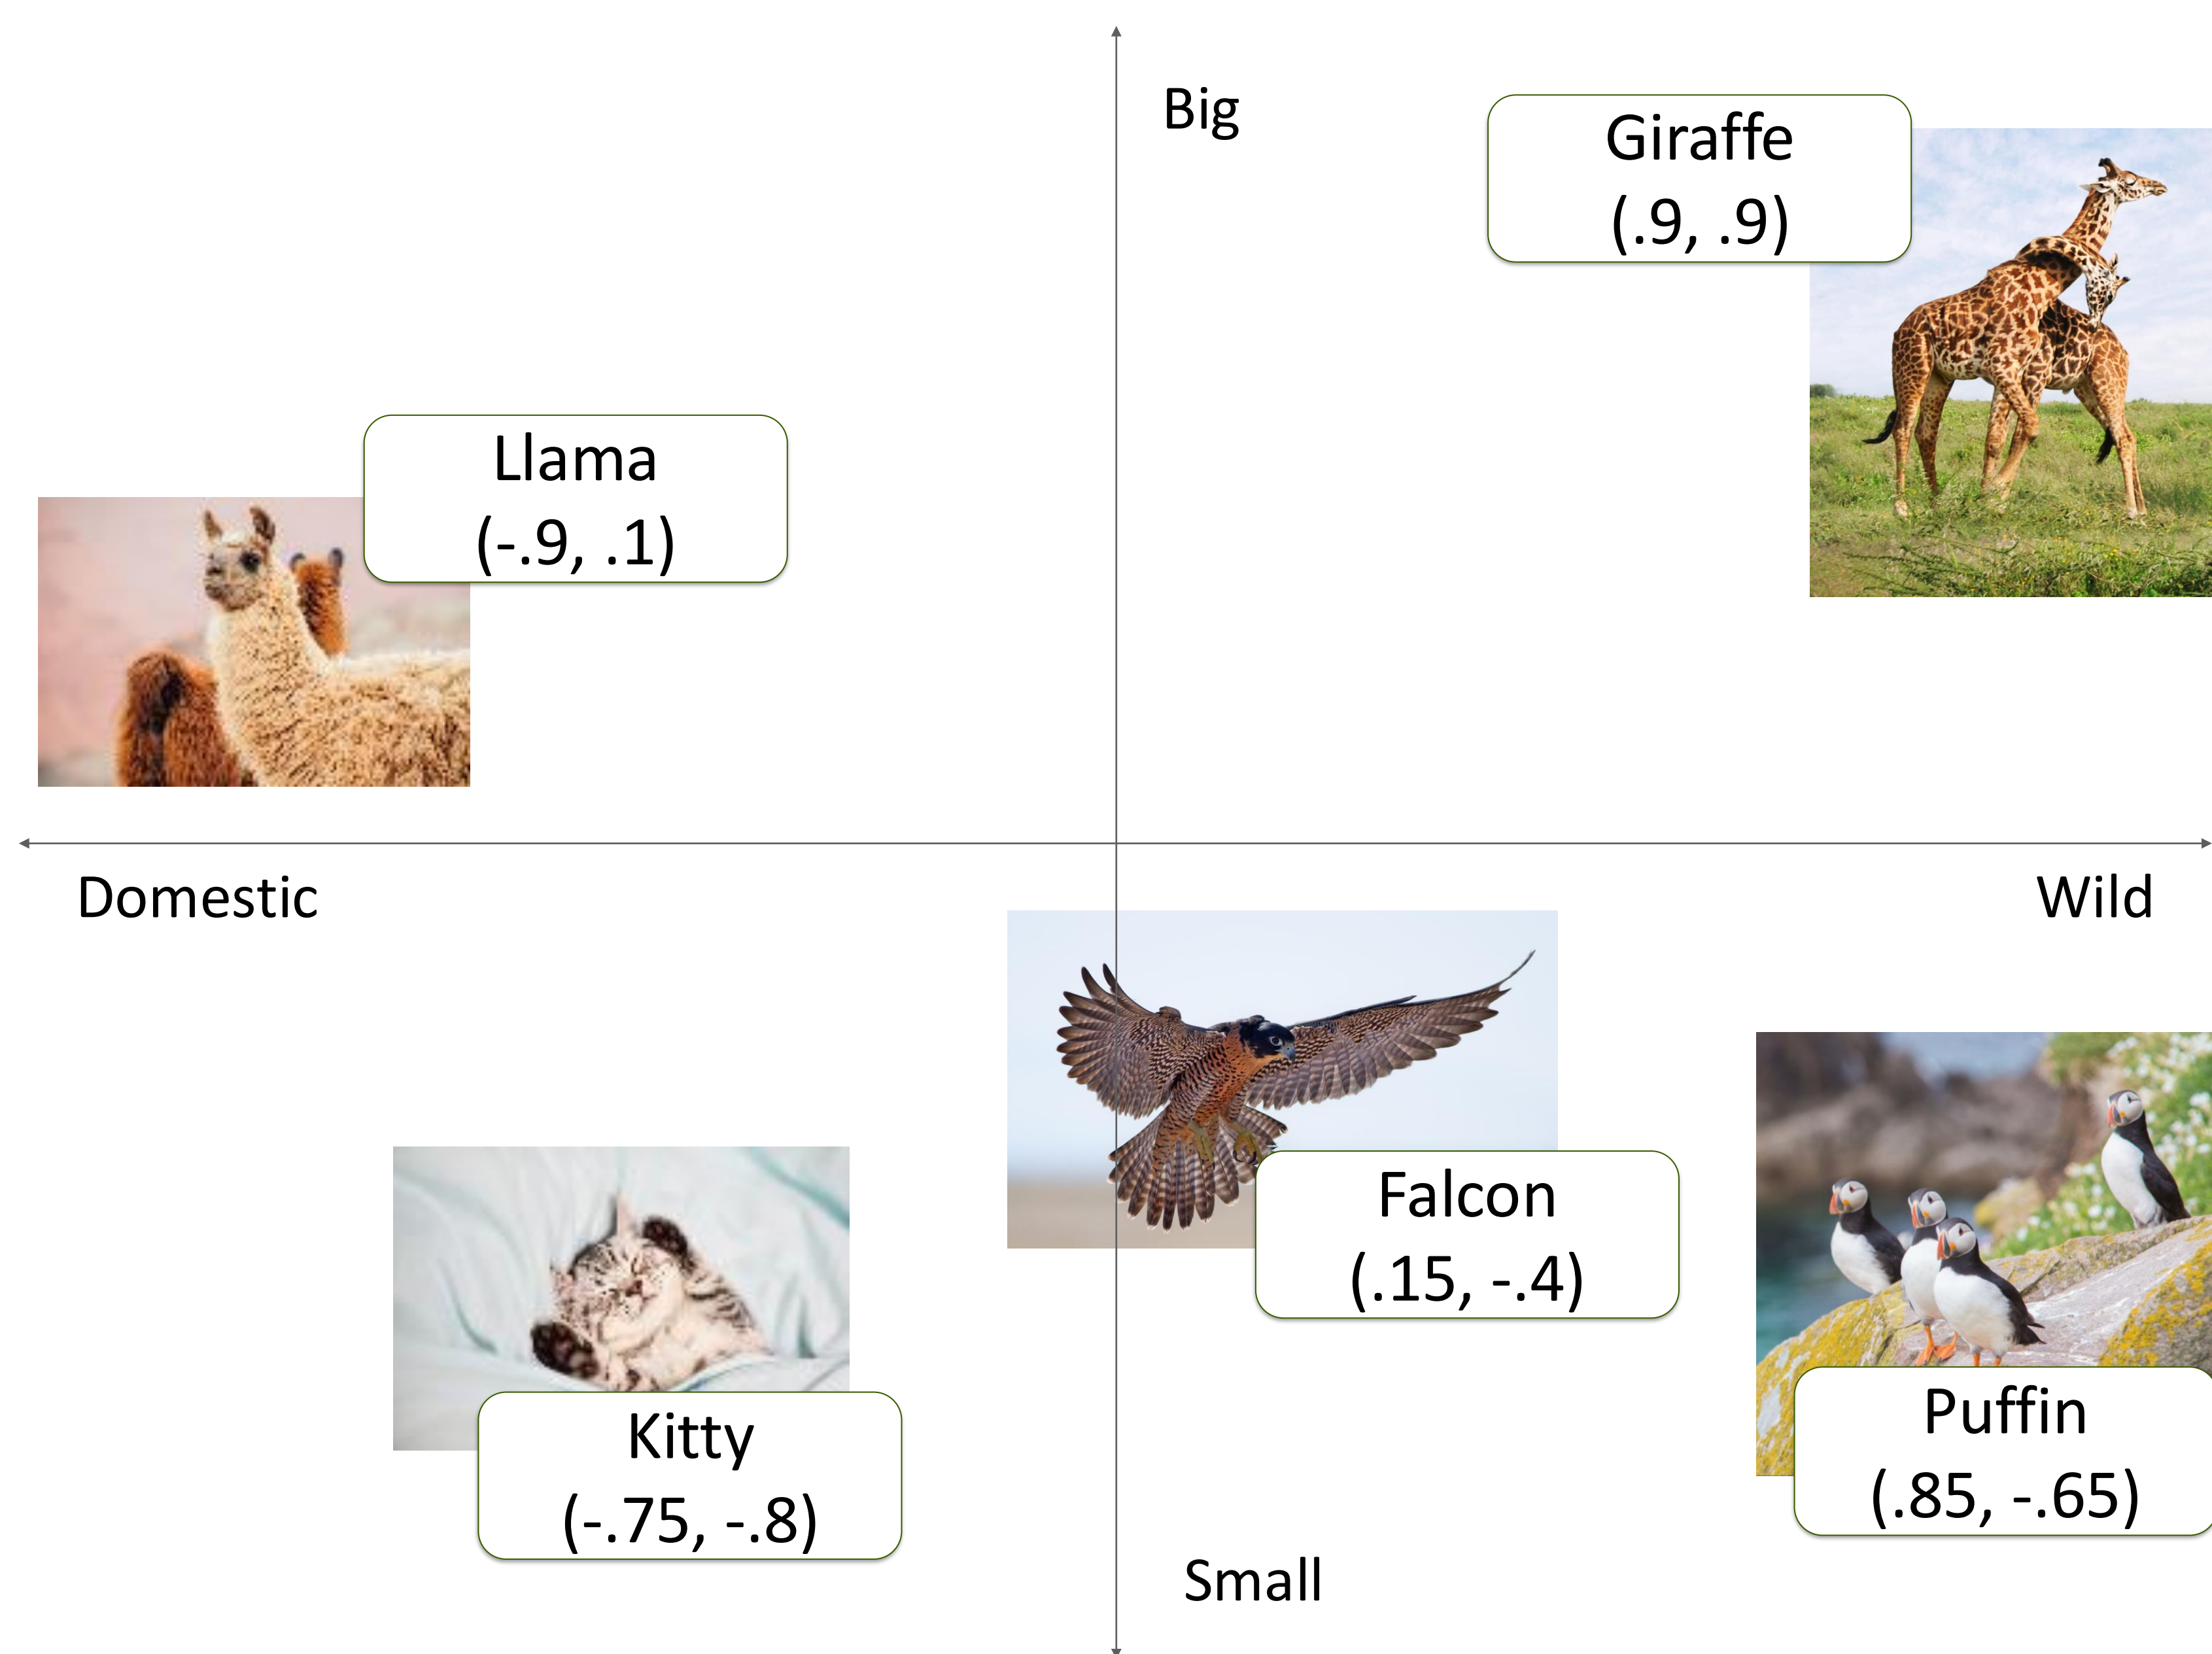 Big
Giraffe
(.9, .9)
Llama
(-.9, .1)
Domestic
Wild
Falcon
(.15, -.4)
Puffin
(.85, -.65)
Kitty
(-.75, -.8)
Small